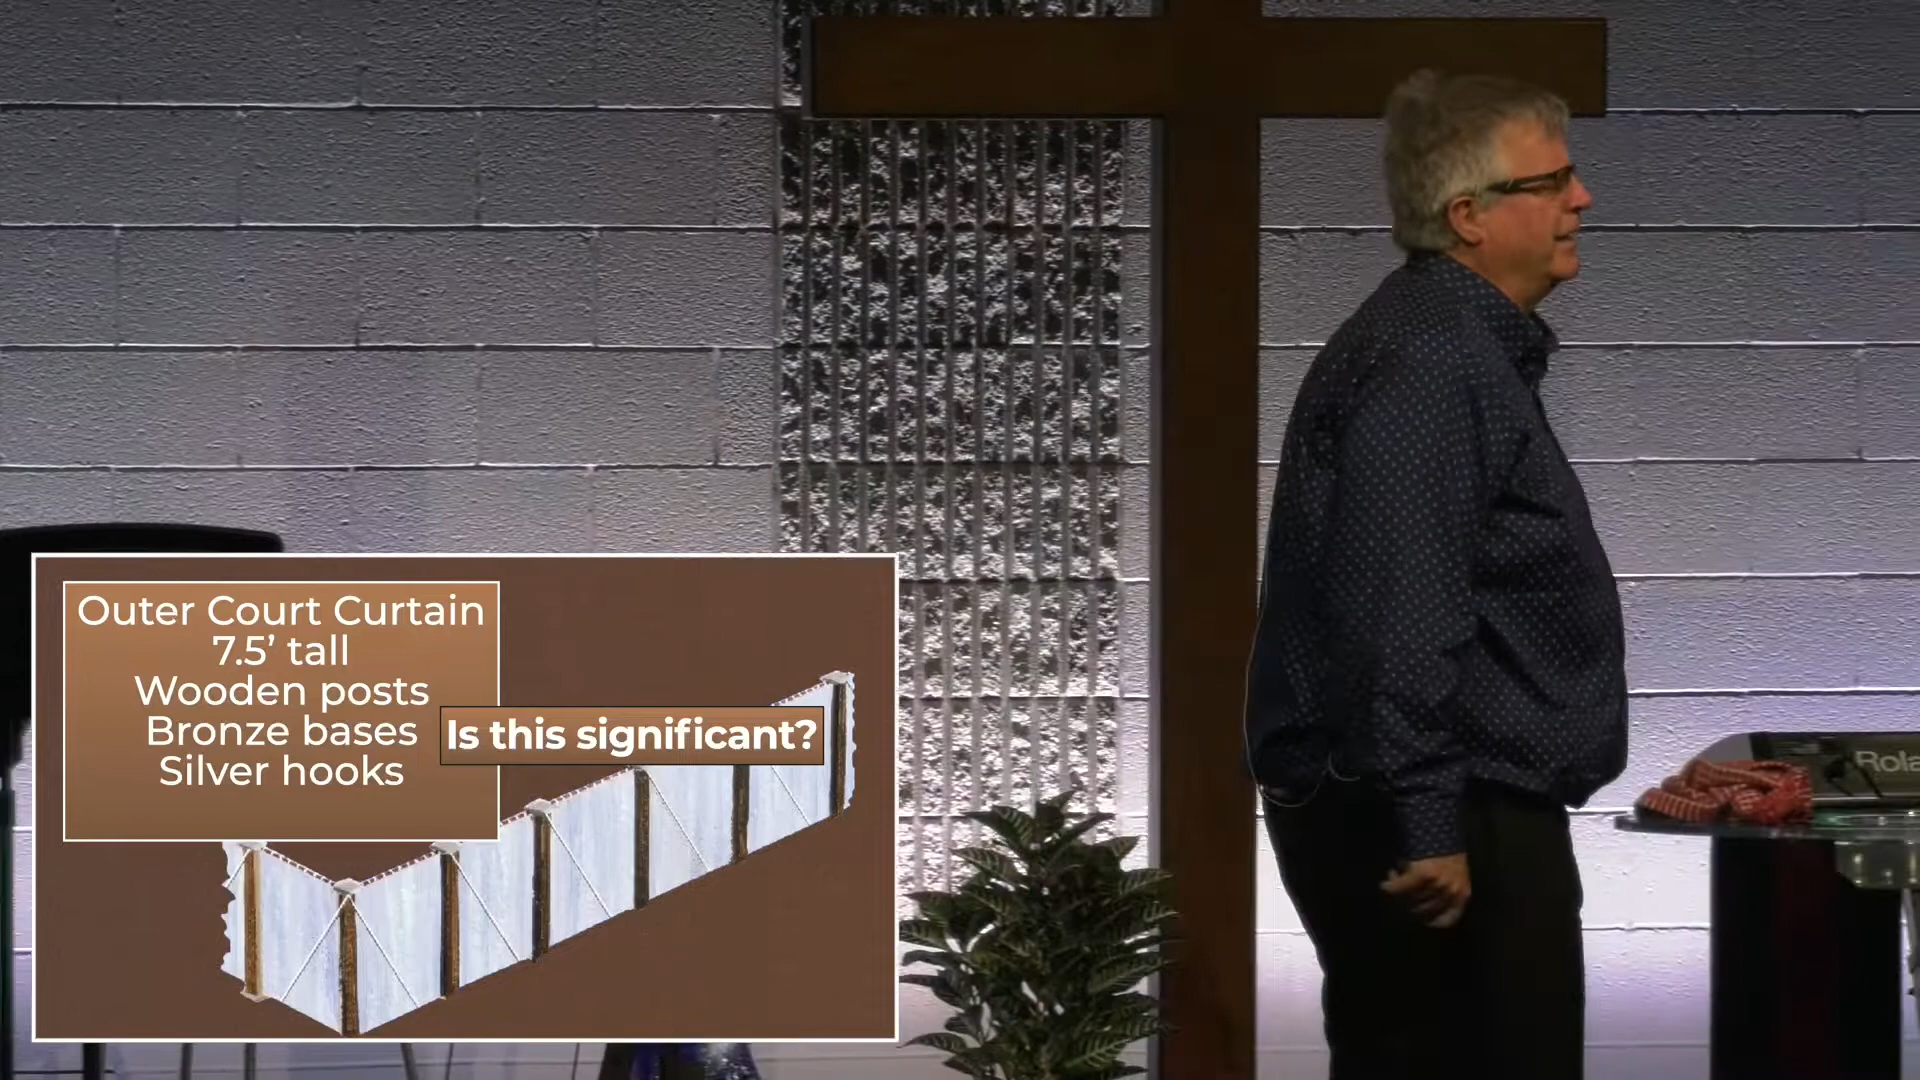 Outer Court Curtain
7.5’ tall
Wooden posts
Bronze bases
Silver hooks
Is this significant?